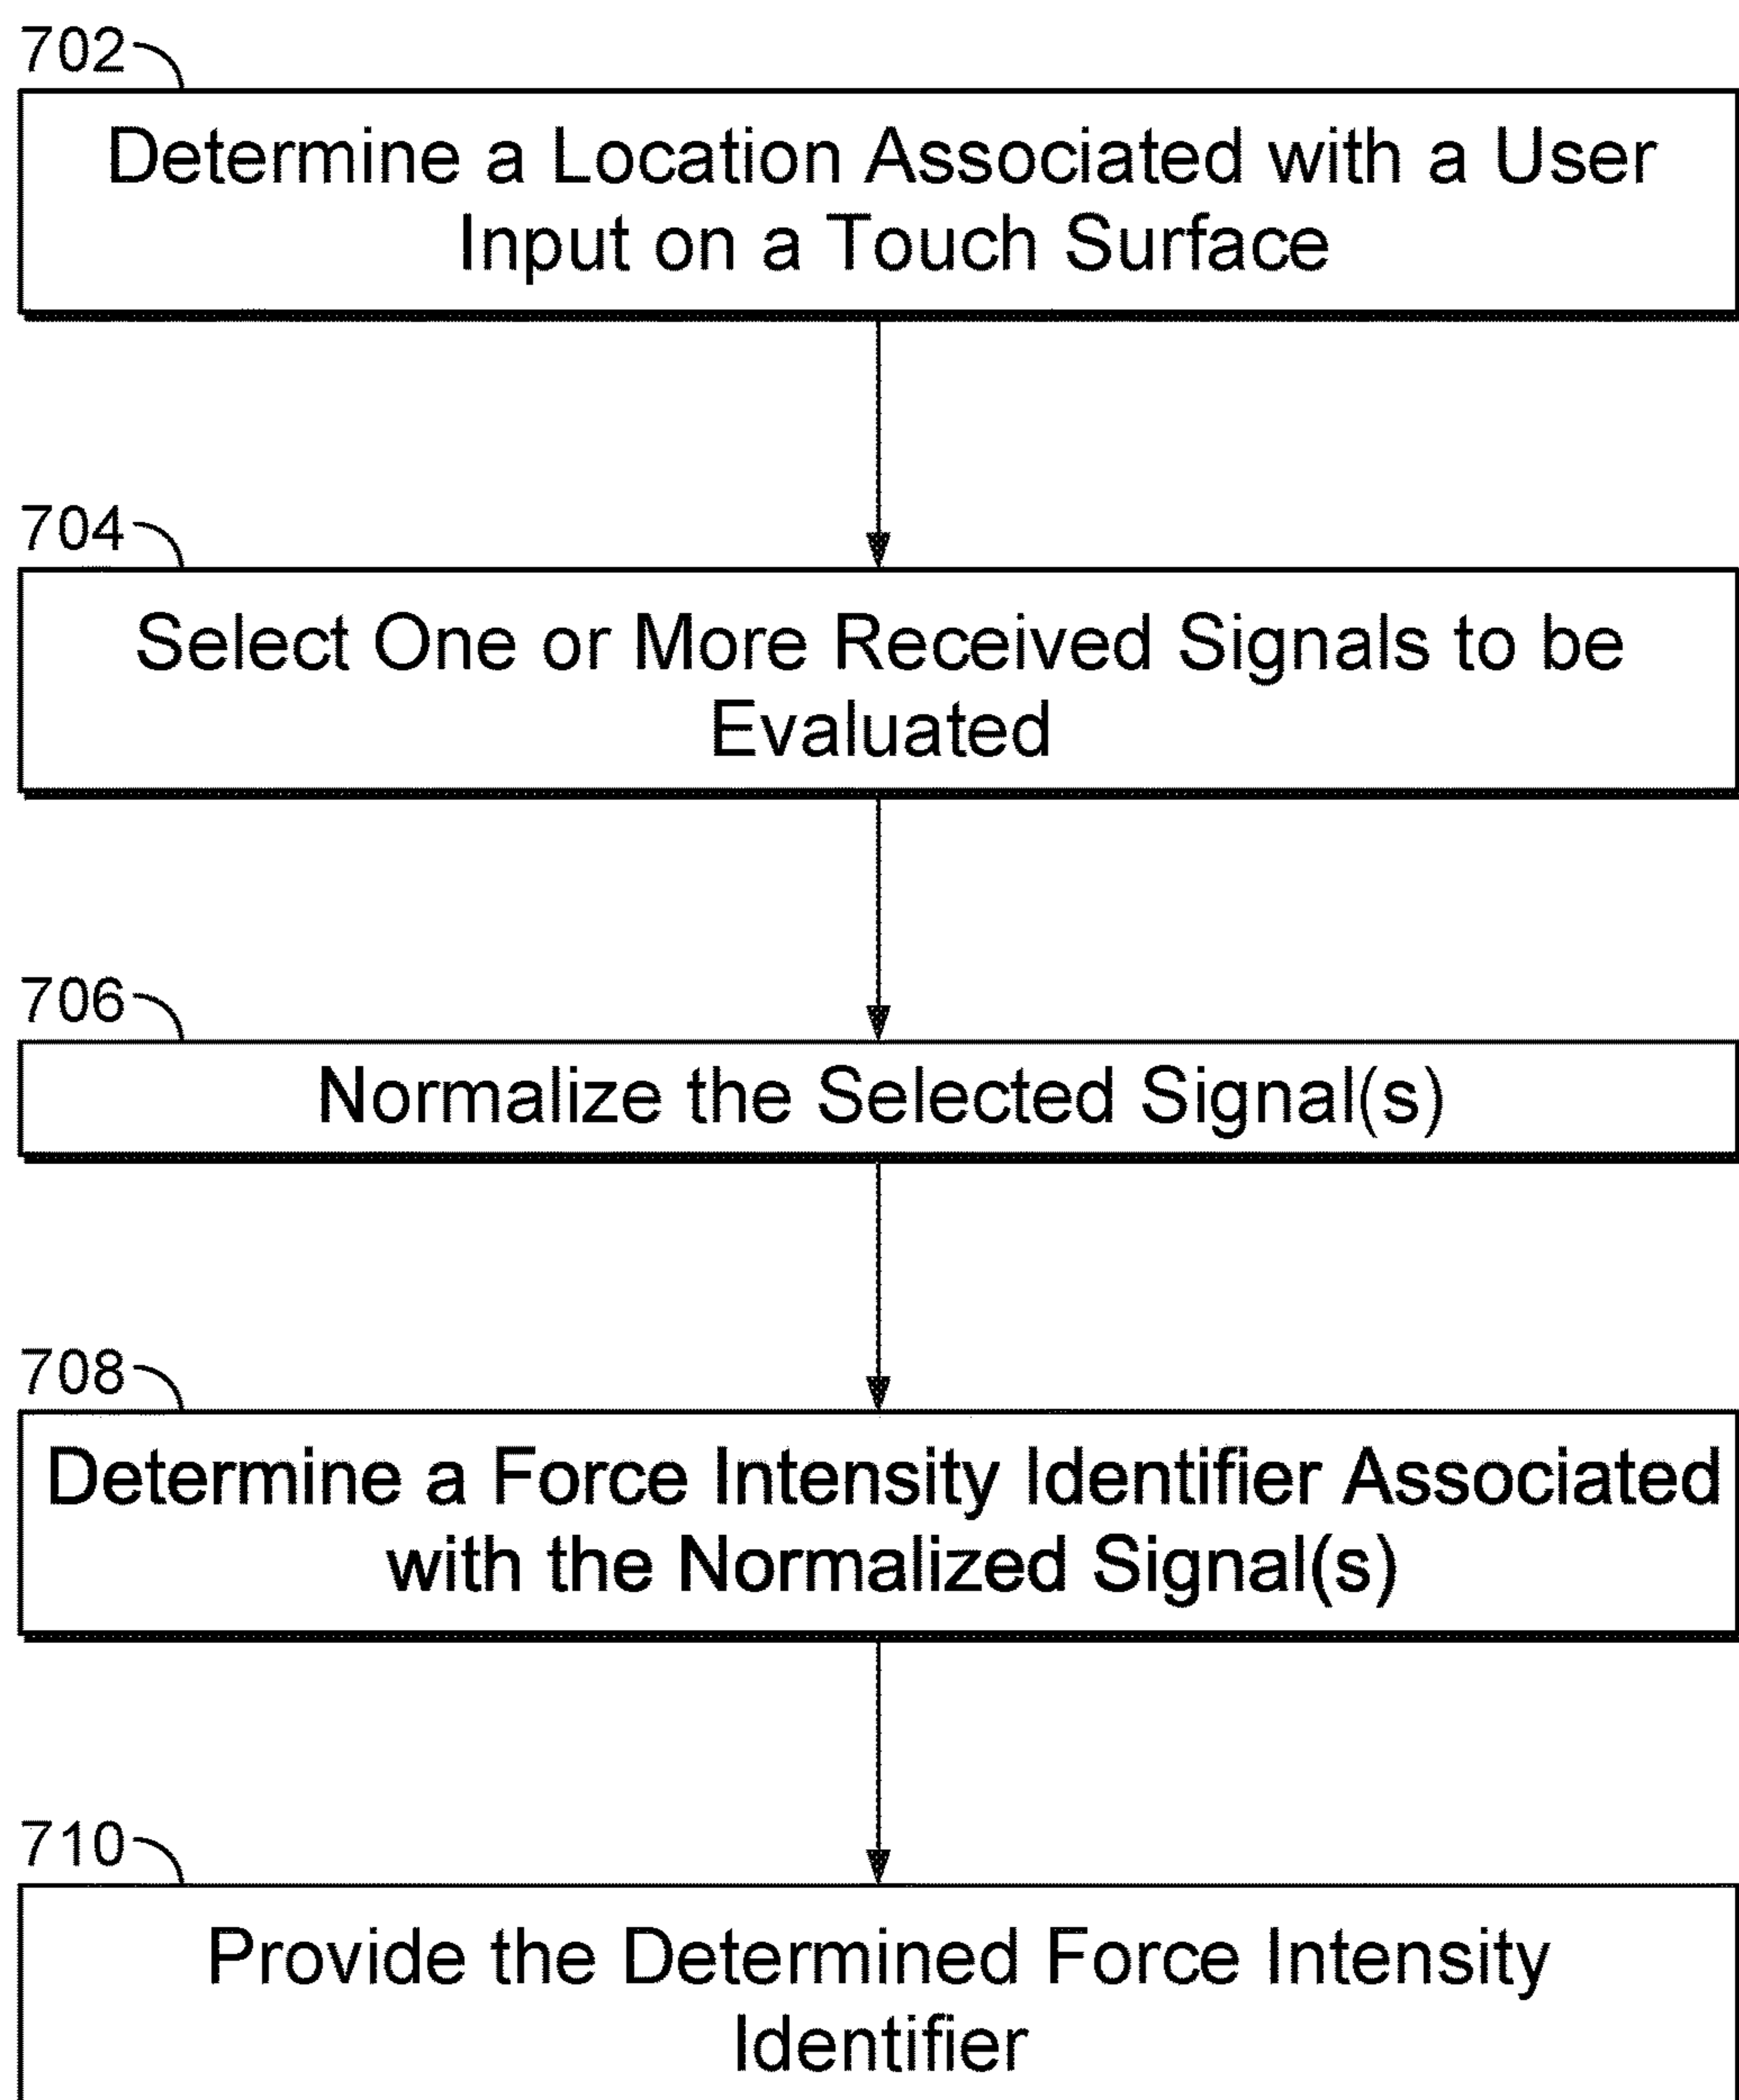 702
Determine a Location Associated with a User
Input on a Touch Surface
704
Select One or More Received Signals to be
Evaluated
706
Normalize the Selected Signal(s)
708
Determine a Force Intensity Identifier Associated
with the Normalized Signal(s)
710
Provide the Determined Force Intensity
Identifier